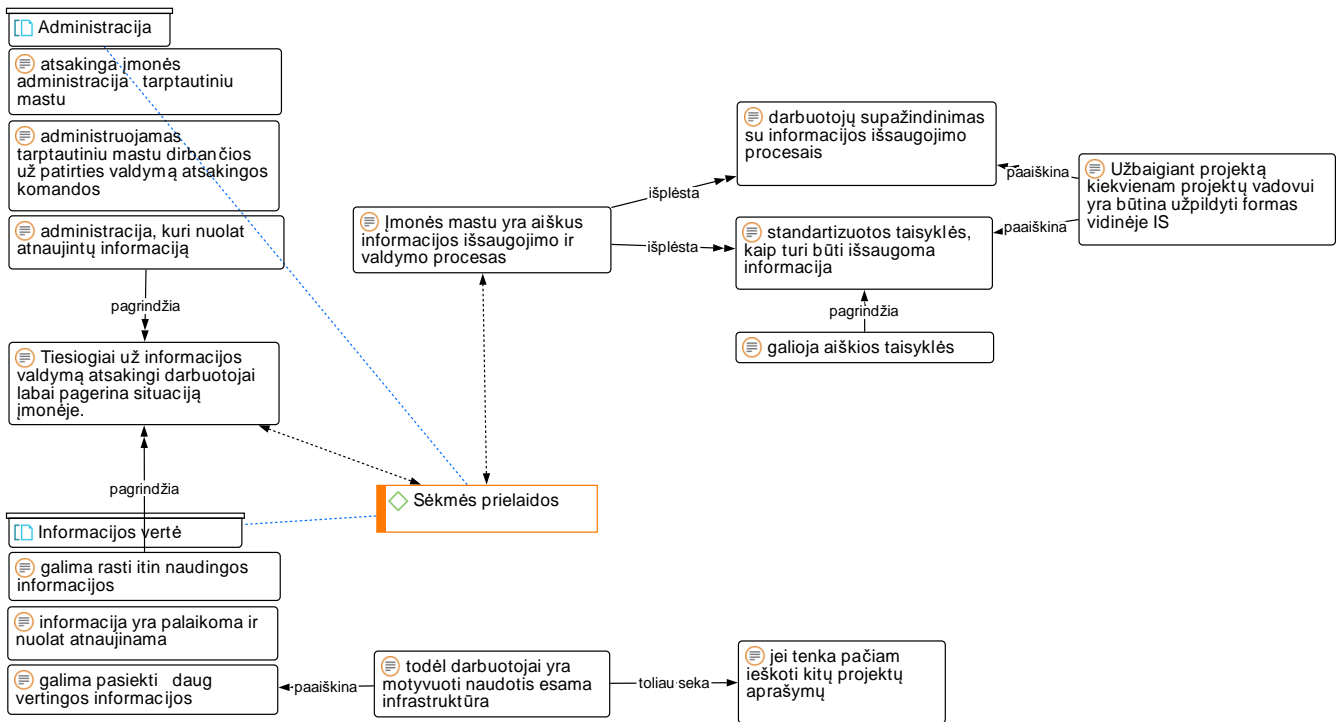 Administracija
atsakinga įmonės
administracija tarptautiniu
mastu
administruojamas
tarptautiniu mastu dirbančios
už patirties valdymą atsakingos
komandos
administracija, kuri nuolat
atnaujintų informaciją
pagrindžia
Tiesiogiai už informacijos
valdymą atsakingi darbuotojai
labai pagerina situaciją
įmonėje.
pagrindžia
Informacijos vertė
galima rasti itin naudingos
informacijos
informacija yra palaikoma ir
nuolat atnaujinama
galima pasiekti daug
vertingos informacijos
paaiškina
todėl darbuotojai yra
motyvuoti naudotis esama
infrastruktūra
toliau seka
jei tenka pačiam
ieškoti kitų projektų
aprašymų
Sėkmės prielaidos
Įmonės mastu yra aiškus
informacijos išsaugojimo ir
valdymo procesas
išplėsta
išplėsta
darbuotojų supažindinimas
su informacijos išsaugojimo
procesais
standartizuotos taisyklės,
kaip turi būti išsaugoma
informacija
pagrindžia
galioja aiškios taisyklės
paaiškina
paaiškina
Užbaigiant projektą
kiekvienam projektų vadovui
yra būtina užpildyti formas
vidinėje IS